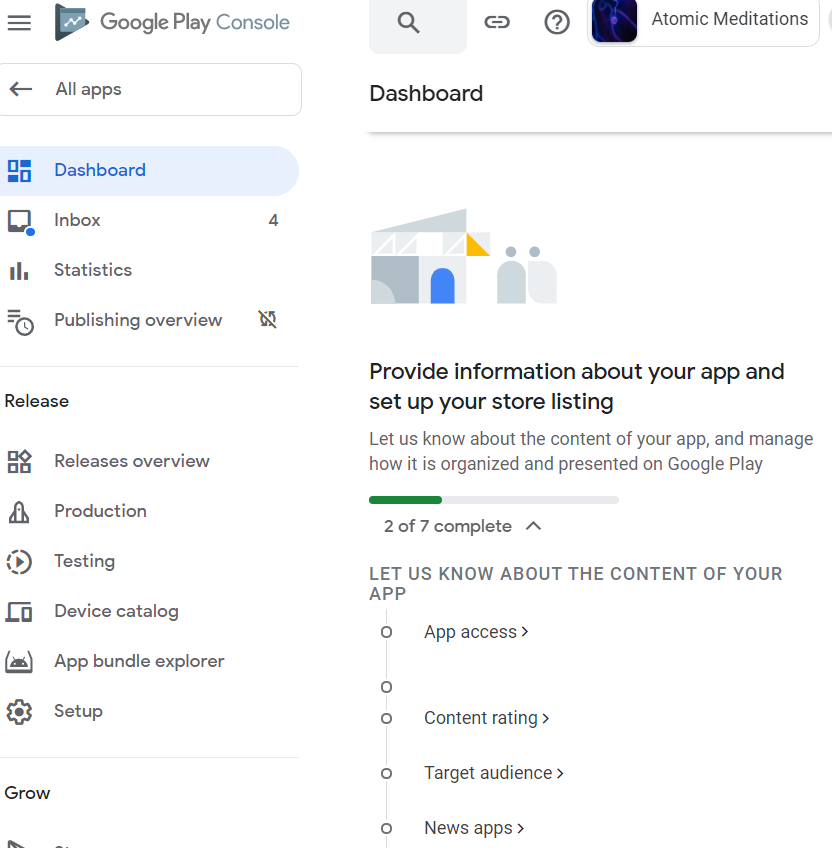 Google Play Console
Atomic Meditations
All apps
Dashboard
Dashboard
Inbox 4
Statistics
Publishing overview
Release
Releases overview
Production
Testing
Device catalog
App bundle explorer
Setup
Grow
Provide information about your app and
set up your store listing
Let us know about the content of your app, and manage
how it is organized and presented on Google Play
2 of 7 complete
LET US KNOW ABOUT THE CONTENT OF YOUR
APP
App access
Content rating
Target audience
News apps